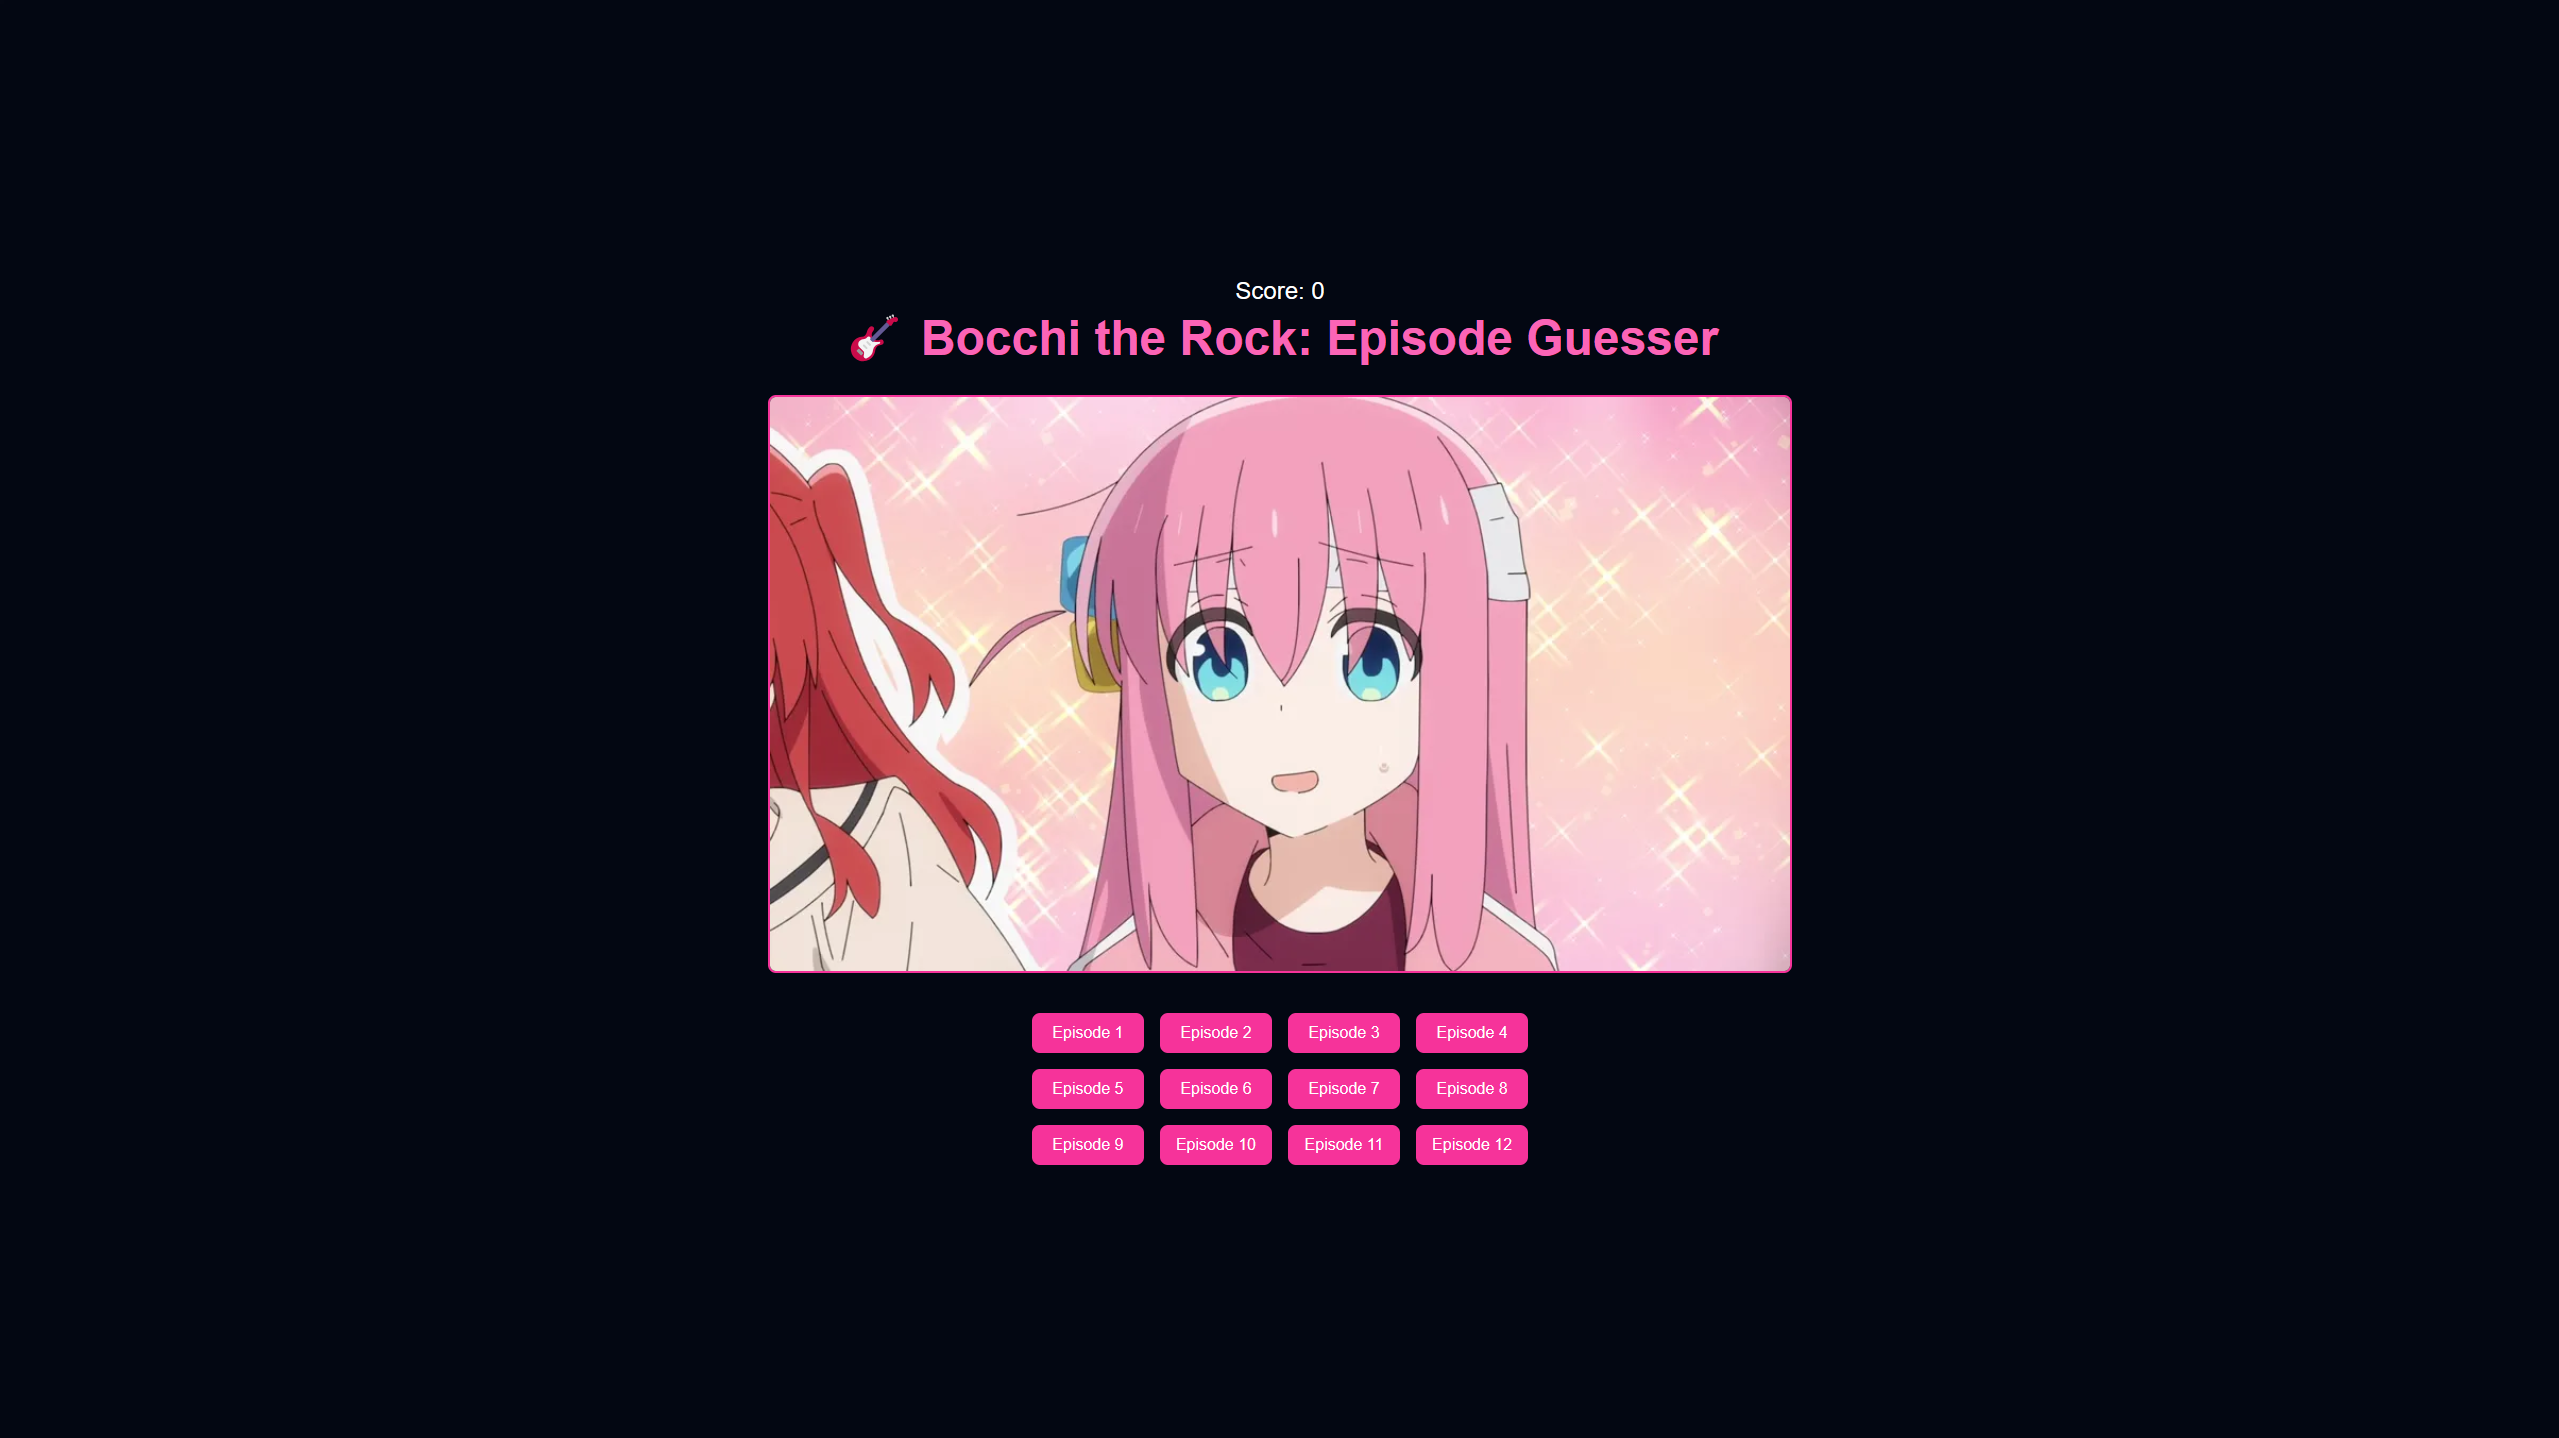 Score: 0
🎸 Bocchi the Rock: Episode Guesser
Episode 1 Episode 2 Episode 3 Episode 4
Episode 5 Episode 6 Episode 7 Episode 8
Episode 9 Episode 10 Episode 11 Episode 12